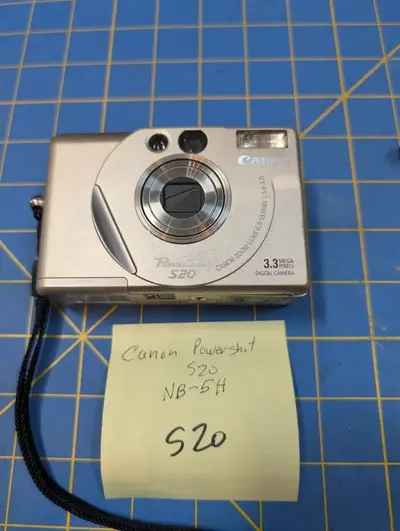 Canon
CANON ZOOM LENS 6.5-13.0mm 1:2.9-4.0
PowerShot
S20
3.3 MEGA PIXELS
DIGITAL CAMERA
Canon Powershot
S20
NB-5H
S20